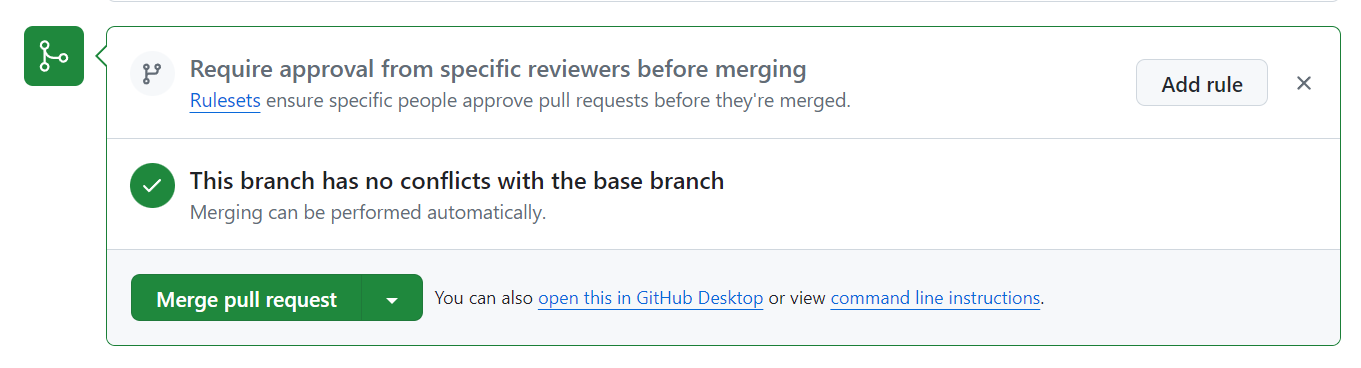 Require approval from specific reviewers before merging
Rulesets ensure specific people approve pull requests before they're merged.
Add rule
This branch has no conflicts with the base branch
Merging can be performed automatically.
Merge pull request
You can also open this in GitHub Desktop or view command line instructions.